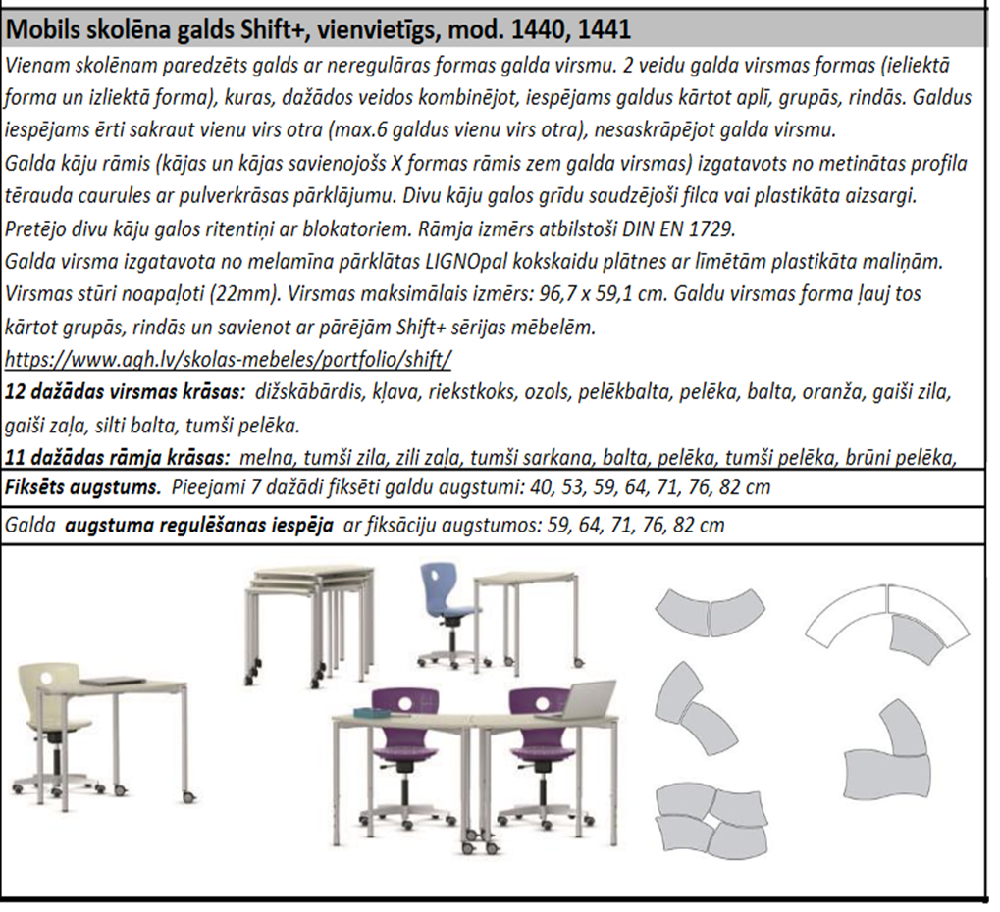 Mobils skolēna galds Shift+, vienvietīgs, mod. 1440, 1441
Vienam skolēnam paredzēts galds ar neregulāras formas galda virsmu. 2 veidu galda virsmas formas (ieliektā
forma un izliektā forma), kuras, dažādos veidos kombinējot, iespējams galdus kārtot aplī, grupās, rindās. Galdus
iespējams ērti sakraut vienu virs otra (max.6 galdus vienu virs otra), nesaskrāpējot galda virsmu.
Galda kāju rāmis (kājas un kājas savienojošs X formas rāmis zem galda virsmas) izgatavots no metinātas profila
tērauda caurules ar pulverkrāsas pārklājumu. Divu kāju galos grīdu saudzējoši filca vai plastikāta aizsargi.
Pretējo divu kāju galos ritentiņi ar blokatoriem. Rāmja izmērs atbilstoši DIN EN 1729.
Galda virsma izgatavota no melamīna pārklātas LIGNOpal kokskaidu plātnes ar līmētām plastikāta maliņām.
Virsmas stūri noapaļoti (22mm). Virsmas maksimālais izmērs: 96,7 x 59,1 cm. Galdu virsmas forma ļauj tos
kārtot grupās, rindās un savienot ar pārējām Shift+ sērijas mēbelēm.
https://www.agh.lv/skolas-mebeles/portfolio/shift/
12 dažādas virsmas krāsas: dižskābārdis, kļava, riekstkoks, ozols, pelēkbalta, pelēka, balta, oranža, gaiši zila,
gaiši zaļa, silti balta, tumši pelēka.
11 dažādas rāmja krāsas: melna, tumši zila, zili zaļa, tumši sarkana, balta, pelēka, tumši pelēka, brūni pelēka,
Fiksēts augstums. Pieejami 7 dažādi fiksēti galdu augstumi: 40, 53, 59, 64, 71, 76, 82 cm
Galda augstuma regulēšanas iespēja ar fiksāciju augstumos: 59, 64, 71, 76, 82 cm